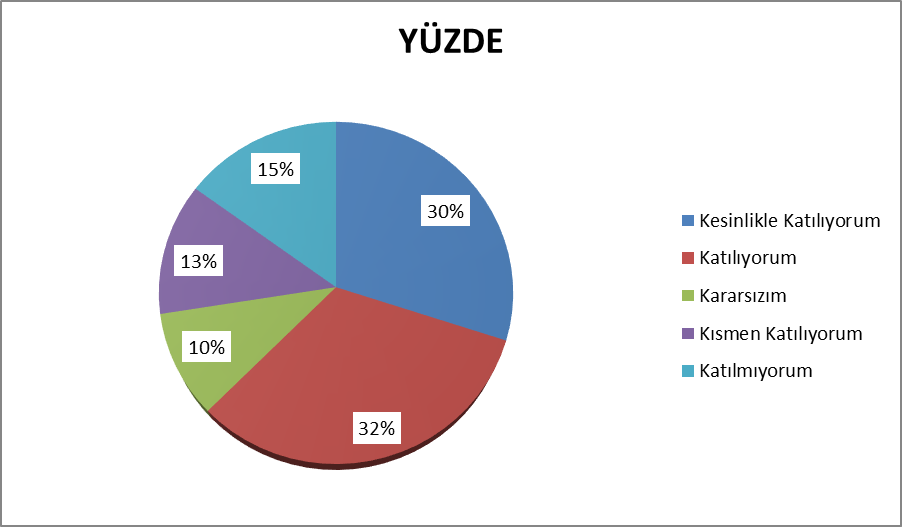 YÜZDE
15%
30%
13%
10%
32%
Kesinlikle Katılıyorum
Katılıyorum
Kararsızım
Kısmen Katılıyorum
Katılmıyorum